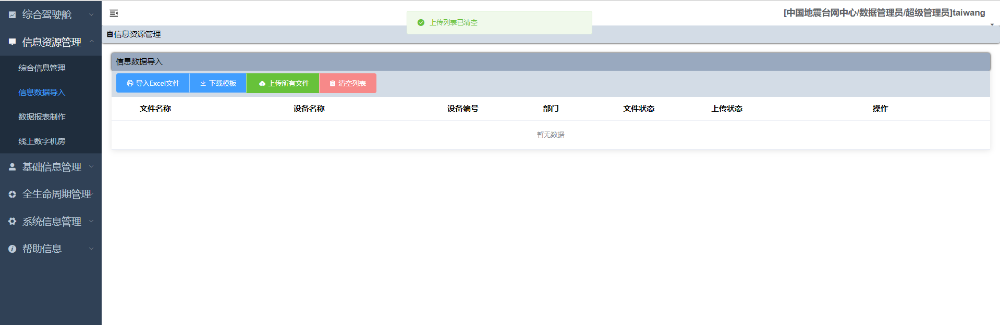 综合驾驶舱
信息资源管理
综合信息管理
信息数据导入
数据报表制作
线上数字机房
基础信息管理
全生命周期管理
系统信息管理
帮助信息
上传列表已清空
[中国地震台网中心/数据管理员/超级管理员]taiwang
信息资源管理
信息数据导入
导入Excel文件 下载模板 上传所有文件 清空列表
文件名称 设备名称 设备编号 部门 文件状态 上传状态 操作
暂无数据